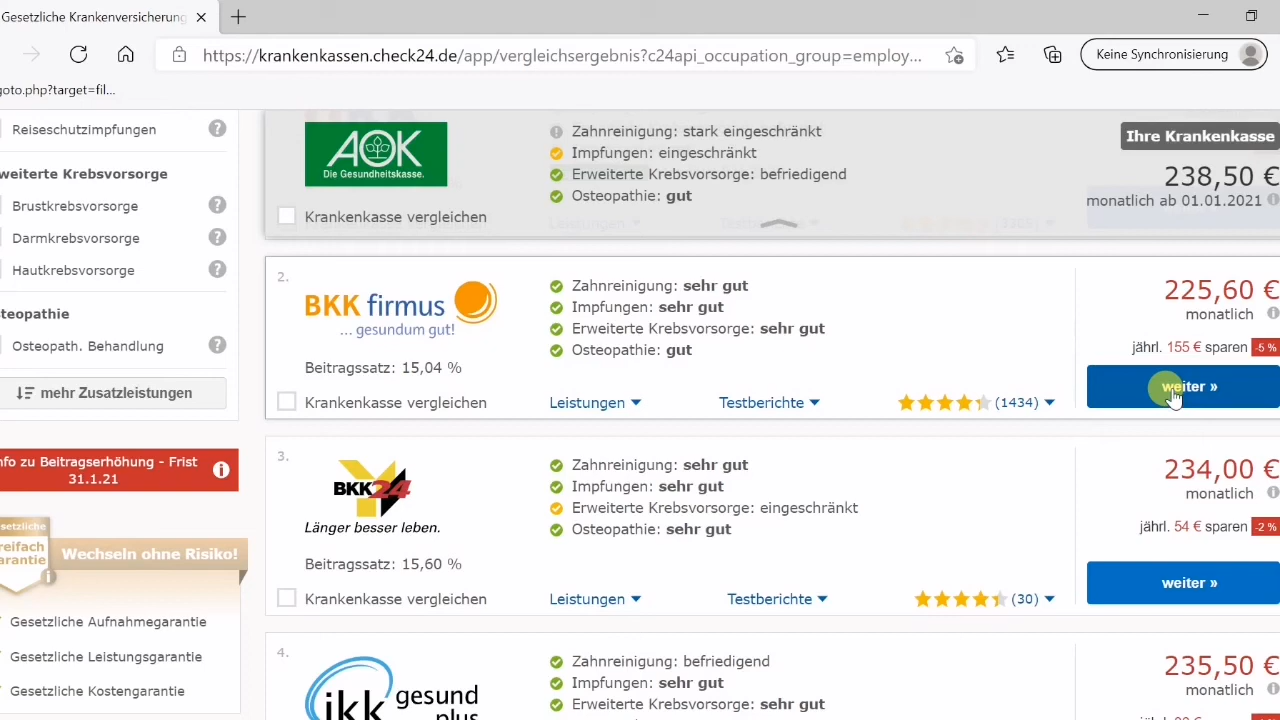 Gesetzliche Krankenversicherung
https://krankenkassen.check24.de/app/vergleichsergebnis?c24api_occupation_group=employ...
Keine Synchronisierung
goto.php?target=fil...
Reiseschutzimpfungen
weiterte Krebsvorsorge
Brustkrebsvorsorge
Darmkrebsvorsorge
Hautkrebsvorsorge
teopathie
Osteopath. Behandlung
mehr Zusatzleistungen
nfo zu Beitragserhöhung - Frist
31.1.21
setzliche
reifach
arantie
Wechseln ohne Risiko!
Gesetzliche Aufnahmegarantie
Gesetzliche Leistungsgarantie
Gesetzliche Kostengarantie
AOK
Die Gesundheitskasse.
Zahnreinigung: stark eingeschränkt
Impfungen: eingeschränkt
Erweiterte Krebsvorsorge: befriedigend
Osteopathie: gut
Ihre Krankenkasse
238,50 €
monatlich ab 01.01.2021
Krankenkasse vergleichen
Leistungen
2.
BKK firmus
... gesundum gut!
Zahnreinigung: sehr gut
Impfungen: sehr gut
Erweiterte Krebsvorsorge: sehr gut
Osteopathie: gut
225,60 €
monatlich
jährl. 155 € sparen -5 %
Beitragssatz: 15,04 %
weiter »
Krankenkasse vergleichen
Leistungen
Testberichte
(1434)
3.
BKK24
Länger besser leben.
Zahnreinigung: sehr gut
Impfungen: sehr gut
Erweiterte Krebsvorsorge: eingeschränkt
Osteopathie: sehr gut
234,00 €
monatlich
jährl. 54 € sparen -2 %
Beitragssatz: 15,60 %
weiter »
Krankenkasse vergleichen
Leistungen
Testberichte
(30)
4.
ikk gesund
plus
Zahnreinigung: befriedigend
Impfungen: sehr gut
Erweiterte Krebsvorsorge: sehr gut
235,50 €
monatlich